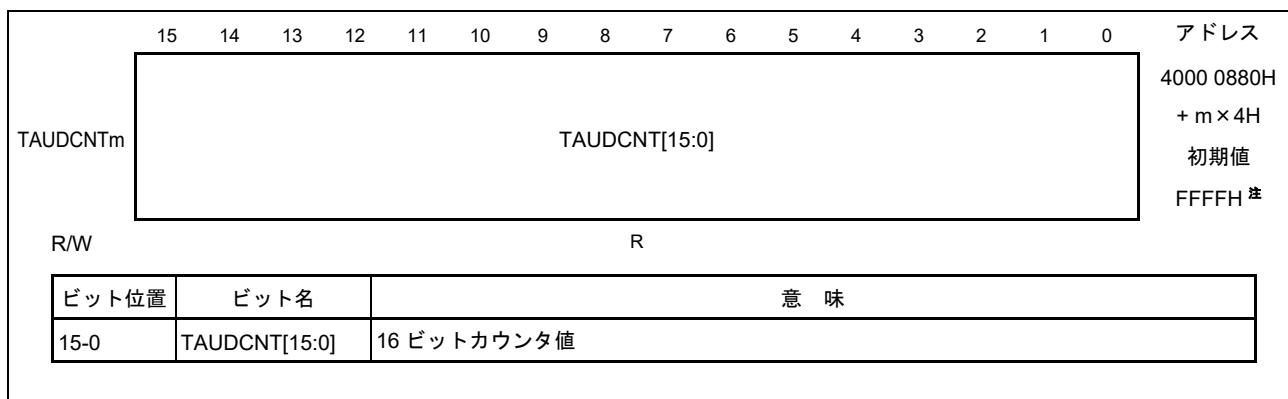 15 14 13 12 11 10 9 8 7 6 5 4 3 2 1 0 アドレス
4000 0880H
TAUDCNTm TAUDCNT[15:0] + m×4H
初期値
FFFFH 注
R/W R
ビット位置 ビット名 意 味
15-0 TAUDCNT[15:0] 16 ビットカウンタ値